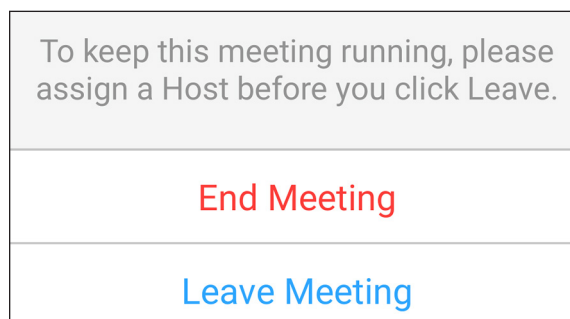 To keep this meeting running, please
assign a Host before you click Leave.
End Meeting
Leave Meeting